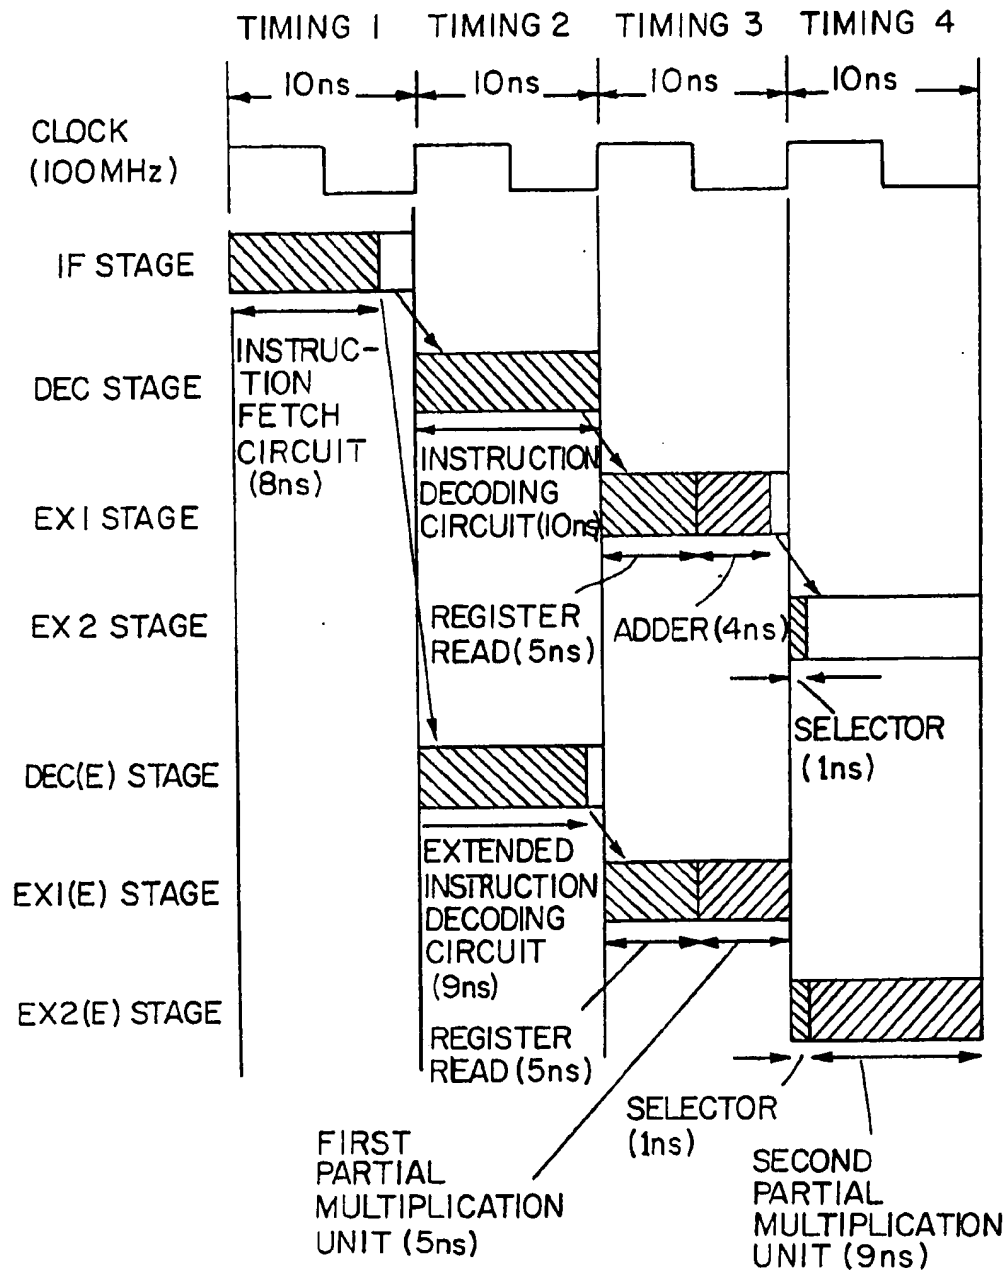 TIMING 1 TIMING 2 TIMING 3 TIMING 4
10ns 10ns 10ns 10ns
CLOCK
(100MHz)
IF STAGE
INSTRUC-
TION
FETCH
CIRCUIT
(8ns)
DEC STAGE
INSTRUCTION
DECODING
CIRCUIT(10ns)
EX1 STAGE
REGISTER
READ(5ns)
ADDER(4ns)
EX2 STAGE
SELECTOR
(1ns)
DEC(E) STAGE
EXTENDED
INSTRUCTION
DECODING
CIRCUIT
(9ns)
EX1(E) STAGE
REGISTER
READ(5ns)
EX2(E) STAGE
SELECTOR
(1ns)
FIRST
PARTIAL
MULTIPLICATION
UNIT (5ns)
SECOND
PARTIAL
MULTIPLICATION
UNIT (9ns)